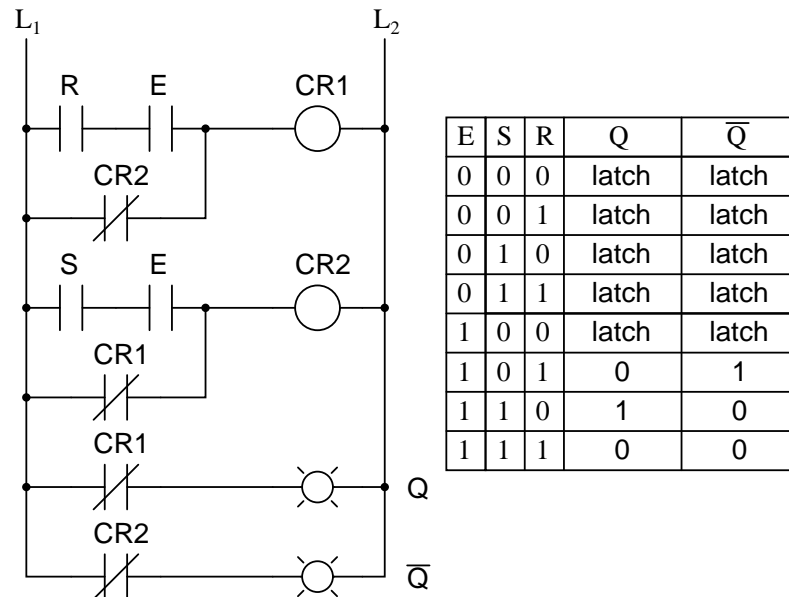 L₁ L₂
R E CR1
CR2
S E CR2
CR1
CR1
Q
CR2
Q̅
E S R Q Q̅
0 0 0 latch latch
0 0 1 latch latch
0 1 0 latch latch
0 1 1 latch latch
1 0 0 latch latch
1 0 1 0 1
1 1 0 1 0
1 1 1 0 0